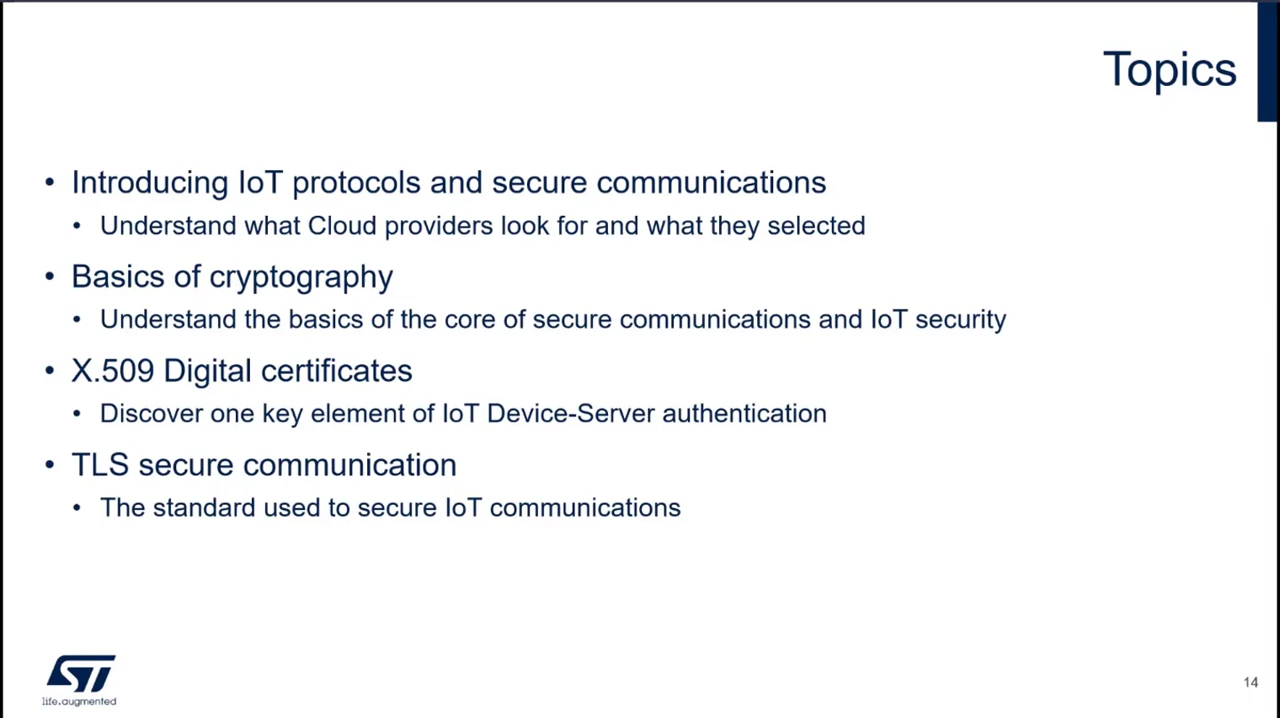 Topics
• Introducing IoT protocols and secure communications
• Understand what Cloud providers look for and what they selected
• Basics of cryptography
• Understand the basics of the core of secure communications and IoT security
• X.509 Digital certificates
• Discover one key element of IoT Device-Server authentication
• TLS secure communication
• The standard used to secure IoT communications
ST
life.augmented
14